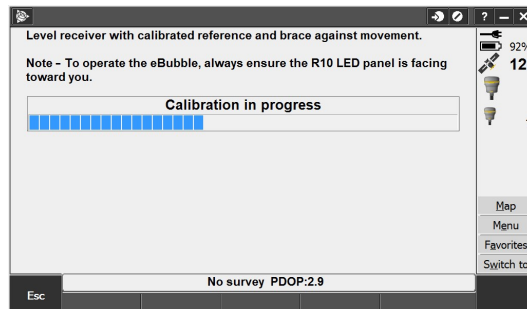 ? – X
Level receiver with calibrated reference and brace against movement.
Note - To operate the eBubble, always ensure the R10 LED panel is facing
toward you.
92%
12
Calibration in progress
Map
Menu
Favorites
Switch to
No survey PDOP:2.9
Esc